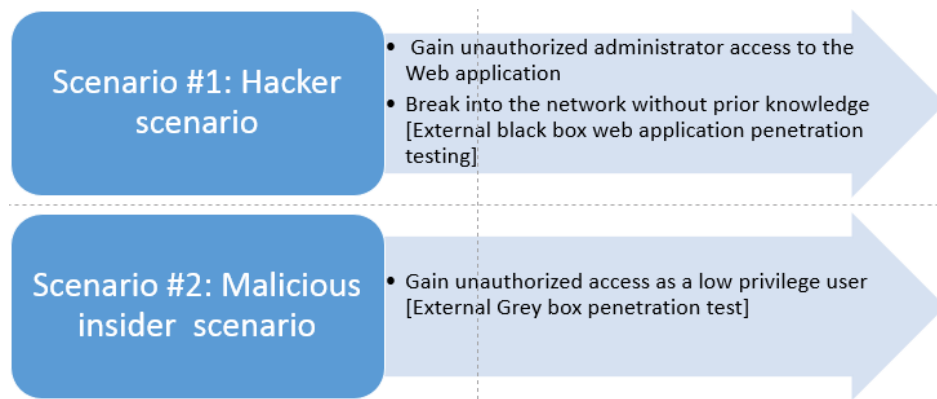 Scenario #1: Hacker
scenario
• Gain unauthorized administrator access to the
Web application
• Break into the network without prior knowledge
[External black box web application penetration
testing]
Scenario #2: Malicious
insider scenario
• Gain unauthorized access as a low privilege user
[External Grey box penetration test]